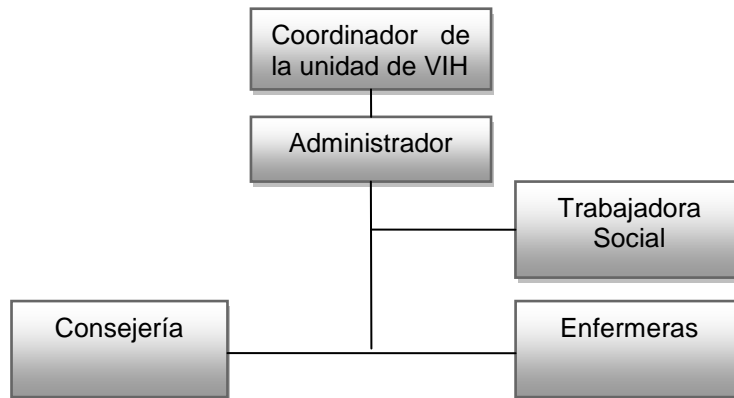 Coordinador de
la unidad de VIH
Administrador
Trabajadora
Social
Consejería
Enfermeras